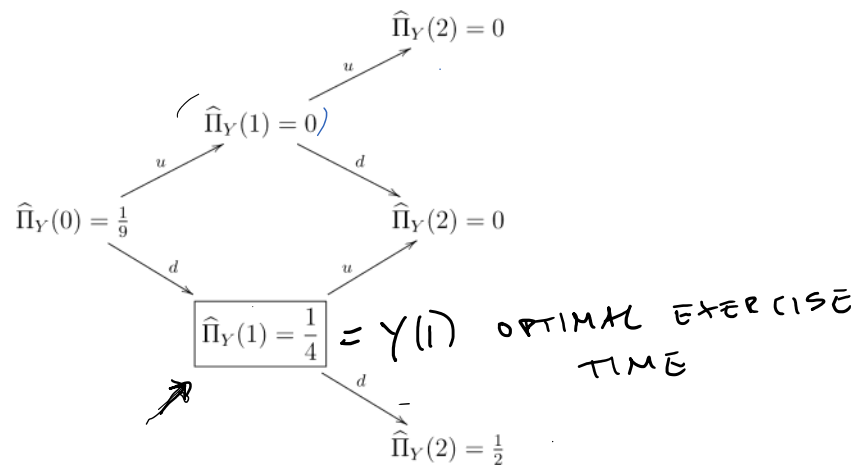 Π̂_Y(2) = 0
u
(Π̂_Y(1) = 0)
u
d
Π̂_Y(0) = 1/9
Π̂_Y(2) = 0
d
u
Π̂_Y(1) = 1/4 = Y(1) OPTIMAL EXERCISE
TIME
d
Π̂_Y(2) = 1/2